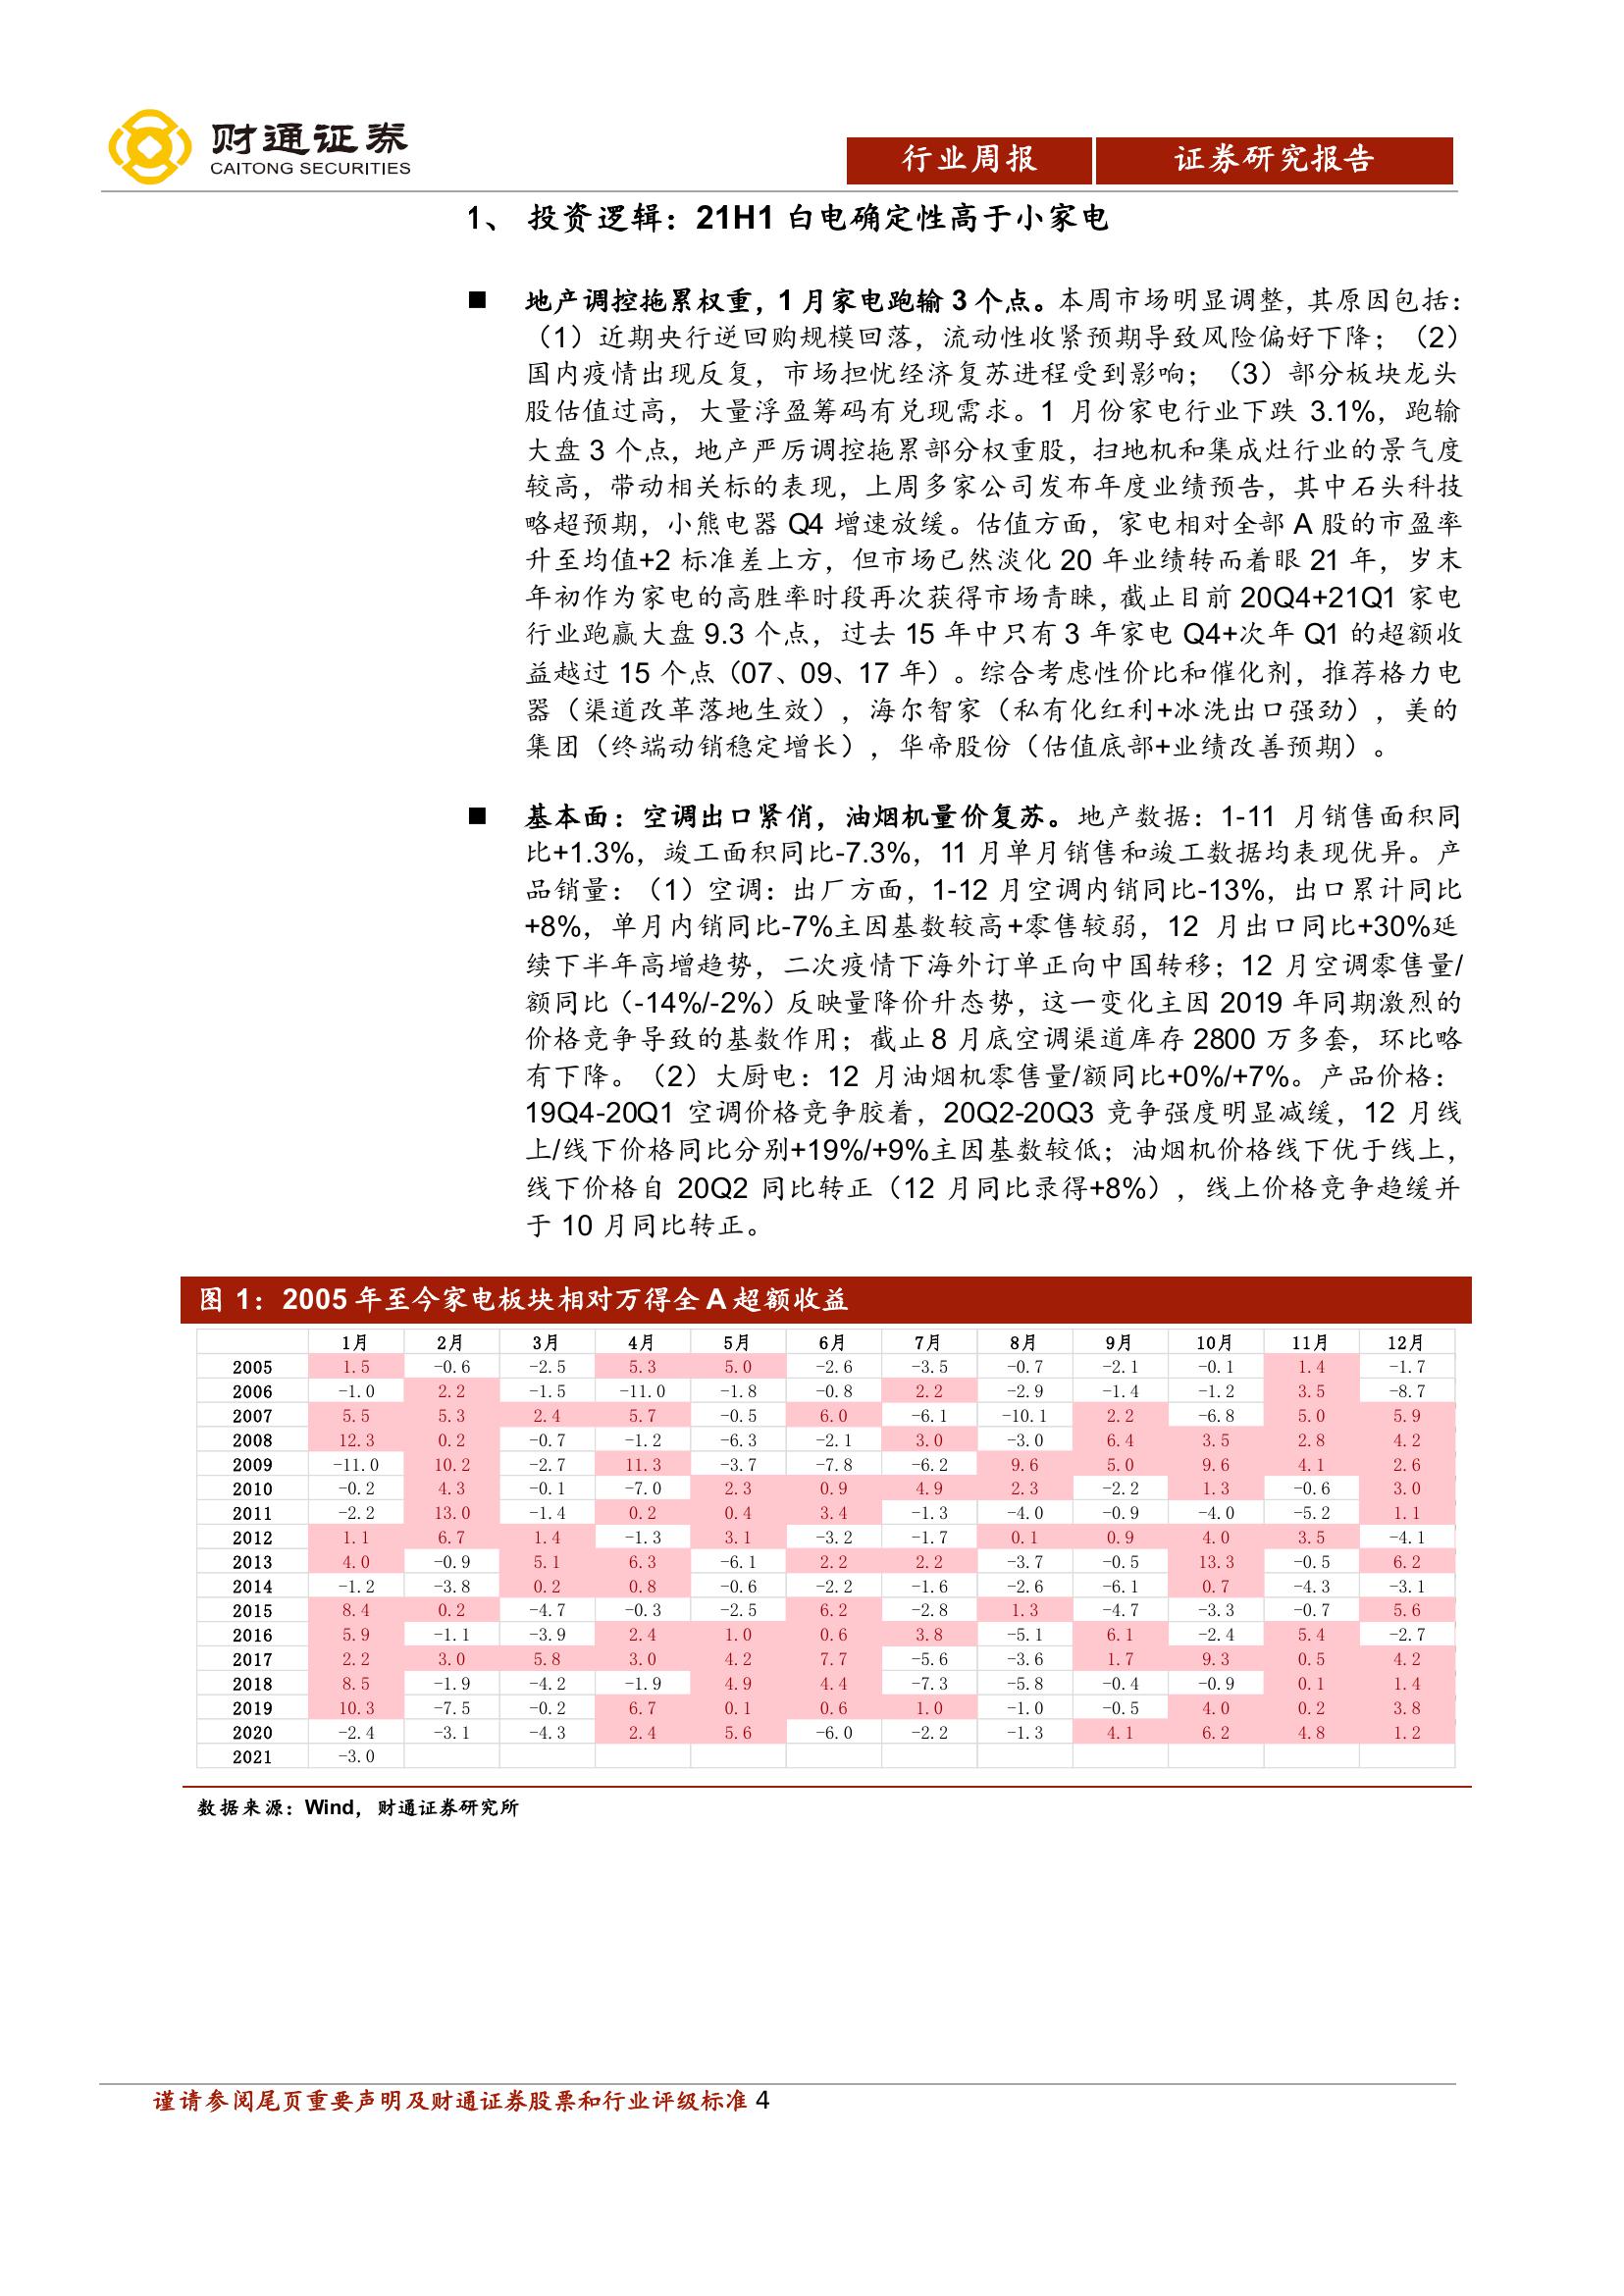 财通证券
CAITONG SECURITIES
行业周报
证券研究报告
1、 投资逻辑：21H1 白电确定性高于小家电
■ 地产调控拖累权重，1 月家电跑输 3 个点。本周市场明显调整，其原因包括：
（1）近期央行逆回购规模回落，流动性收紧预期导致风险偏好下降；（2）
国内疫情出现反复，市场担忧经济复苏进程受到影响；（3）部分板块龙头
股估值过高，大量浮盈筹码有兑现需求。1 月份家电行业下跌 3.1%，跑输
大盘 3 个点，地产严厉调控拖累部分权重股，扫地机和集成灶行业的景气度
较高，带动相关标的表现，上周多家公司发布年度业绩预告，其中石头科技
略超预期，小熊电器 Q4 增速放缓。估值方面，家电相对全部 A 股的市盈率
升至均值+2 标准差上方，但市场已然淡化 20 年业绩转而着眼 21 年，岁末
年初作为家电的高胜率时段再次获得市场青睐，截止目前 20Q4+21Q1 家电
行业跑赢大盘 9.3 个点，过去 15 年中只有 3 年家电 Q4+次年 Q1 的超额收
益越过 15 个点（07、09、17 年）。综合考虑性价比和催化剂，推荐格力电
器（渠道改革落地生效），海尔智家（私有化红利+冰洗出口强劲），美的
集团（终端动销稳定增长），华帝股份（估值底部+业绩改善预期）。
■ 基本面：空调出口紧俏，油烟机量价复苏。地产数据：1-11 月销售面积同
比+1.3%，竣工面积同比-7.3%，11 月单月销售和竣工数据均表现优异。产
品销量：（1）空调：出厂方面，1-12 月空调内销同比-13%，出口累计同比
+8%，单月内销同比-7%主因基数较高+零售较弱，12 月出口同比+30%延
续下半年高增趋势，二次疫情下海外订单正向中国转移；12 月空调零售量/
额同比（-14%/-2%）反映量降价升态势，这一变化主因 2019 年同期激烈的
价格竞争导致的基数作用；截止 8 月底空调渠道库存 2800 万多套，环比略
有下降。（2）大厨电：12 月油烟机零售量/额同比+0%/+7%。产品价格：
19Q4-20Q1 空调价格竞争胶着，20Q2-20Q3 竞争强度明显减缓，12 月线
上/线下价格同比分别+19%/+9%主因基数较低；油烟机价格线下优于线上，
线下价格自 20Q2 同比转正（12 月同比录得+8%），线上价格竞争趋缓并
于 10 月同比转正。
图 1：2005 年至今家电板块相对万得全 A 超额收益
1月 2月 3月 4月 5月 6月 7月 8月 9月 10月 11月 12月
2005 1.5 -0.6 -2.5 5.3 5.0 -2.6 -3.5 -0.7 -2.1 -0.1 1.4 -1.7
2006 -1.0 2.2 -1.5 -11.0 -1.8 -0.8 2.2 -2.9 -1.4 -1.2 3.5 -8.7
2007 5.5 5.3 2.4 5.7 -0.5 6.0 -6.1 -10.1 2.2 -6.8 5.0 5.9
2008 12.3 0.2 -0.7 -1.2 -6.3 -2.1 3.0 -3.0 6.4 3.5 2.8 4.2
2009 -11.0 10.2 -2.7 11.3 -3.7 -7.8 -6.2 9.6 5.0 9.6 4.1 2.6
2010 -0.2 4.3 -0.1 -7.0 2.3 0.9 4.9 2.3 -2.2 1.3 -0.6 3.0
2011 -2.2 13.0 -1.4 0.2 0.4 3.4 -1.3 -4.0 -0.9 -4.0 -5.2 1.1
2012 1.1 6.7 1.4 -1.3 3.1 -3.2 -1.7 0.1 0.9 4.0 3.5 -4.1
2013 4.0 -0.9 5.1 6.3 -6.1 2.2 2.2 -3.7 -0.5 13.3 -0.5 6.2
2014 -1.2 -3.8 0.2 0.8 -0.6 -2.2 -1.6 -2.6 -6.1 0.7 -4.3 -3.1
2015 8.4 0.2 -4.7 -0.3 -2.5 6.2 -2.8 1.3 -4.7 -3.3 -0.7 5.6
2016 5.9 -1.1 -3.9 2.4 1.0 0.6 3.8 -5.1 6.1 -2.4 5.4 -2.7
2017 2.2 3.0 5.8 3.0 4.2 7.7 -5.6 -3.6 1.7 9.3 0.5 4.2
2018 8.5 -1.9 -4.2 -1.9 4.9 4.4 -7.3 -5.8 -0.4 -0.9 0.1 1.4
2019 10.3 -7.5 -0.2 6.7 0.1 0.6 1.0 -1.0 -0.5 4.0 0.2 3.8
2020 -2.4 -3.1 -4.3 2.4 5.6 -6.0 -2.2 -1.3 4.1 6.2 4.8 1.2
2021 -3.0
数据来源：Wind，财通证券研究所
谨请参阅尾页重要声明及财通证券股票和行业评级标准 4